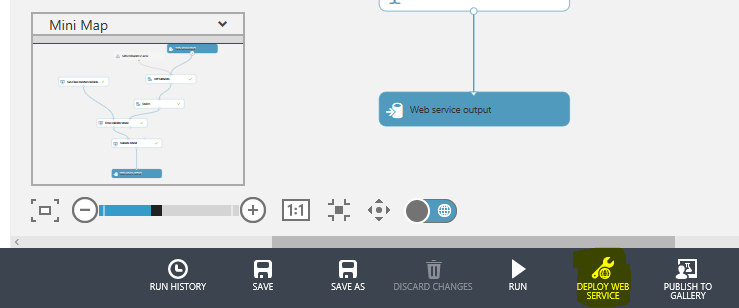 Mini Map
Web service output
1:1
RUN HISTORY
SAVE
SAVE AS
DISCARD CHANGES
RUN
DEPLOY WEB
SERVICE
PUBLISH TO
GALLERY